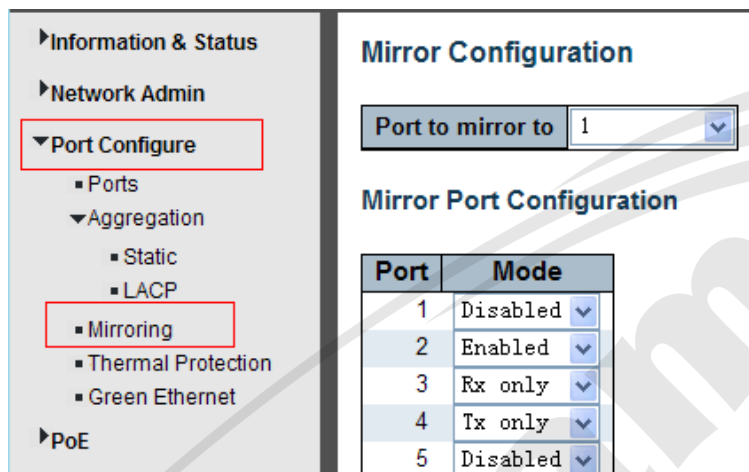 Information & Status
Network Admin
Port Configure
Ports
Aggregation
Static
LACP
Mirroring
Thermal Protection
Green Ethernet
PoE
Mirror Configuration
Port to mirror to 1
Mirror Port Configuration
Port Mode
1 Disabled
2 Enabled
3 Rx only
4 Tx only
5 Disabled